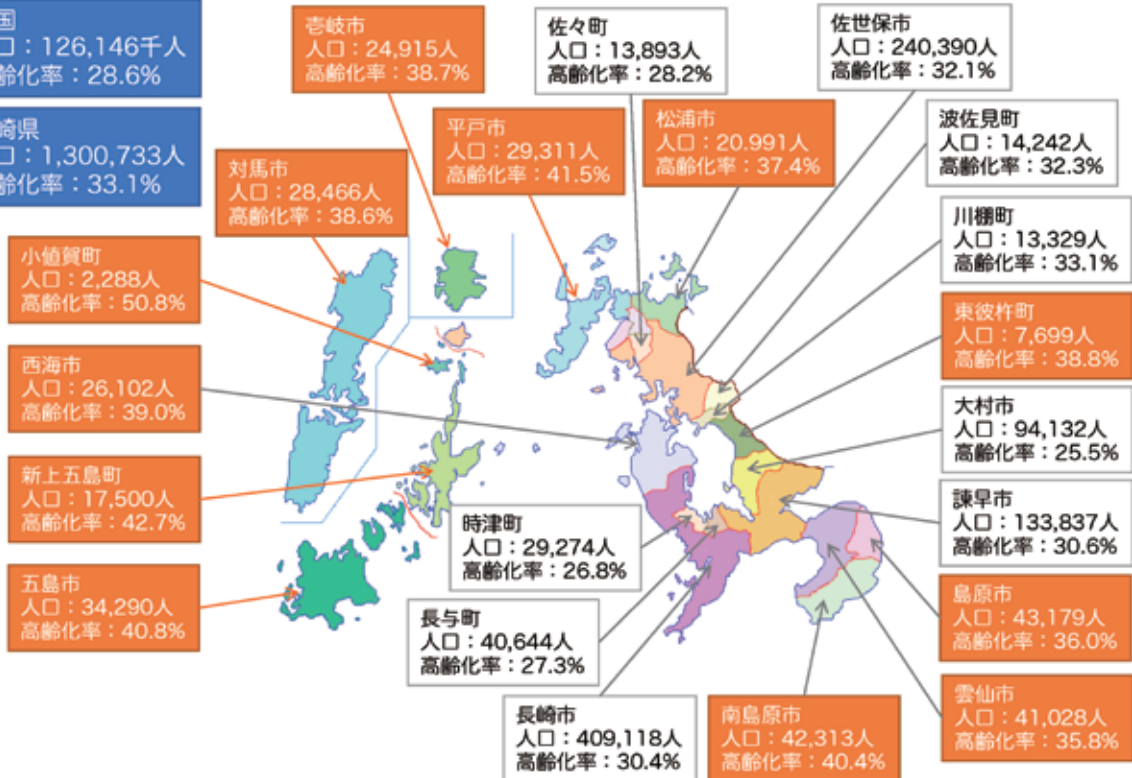 国
口：126,146千人
齢化率：28.6%
崎県
口：1,300,733人
齢化率：33.1%
壱岐市
人口：24,915人
高齢化率：38.7%
佐々町
人口：13,893人
高齢化率：28.2%
佐世保市
人口：240,390人
高齢化率：32.1%
対馬市
人口：28,466人
高齢化率：38.6%
平戸市
人口：29,311人
高齢化率：41.5%
松浦市
人口：20.991人
高齢化率：37.4%
波佐見町
人口：14,242人
高齢化率：32.3%
川棚町
人口：13,329人
高齢化率：33.1%
小値賀町
人口：2,288人
高齢化率：50.8%
東彼杵町
人口：7,699人
高齢化率：38.8%
西海市
人口：26,102人
高齢化率：39.0%
大村市
人口：94,132人
高齢化率：25.5%
新上五島町
人口：17,500人
高齢化率：42.7%
時津町
人口：29,274人
高齢化率：26.8%
諫早市
人口：133,837人
高齢化率：30.6%
五島市
人口：34,290人
高齢化率：40.8%
長与町
人口：40,644人
高齢化率：27.3%
島原市
人口：43,179人
高齢化率：36.0%
長崎市
人口：409,118人
高齢化率：30.4%
南島原市
人口：42,313人
高齢化率：40.4%
雲仙市
人口：41,028人
高齢化率：35.8%